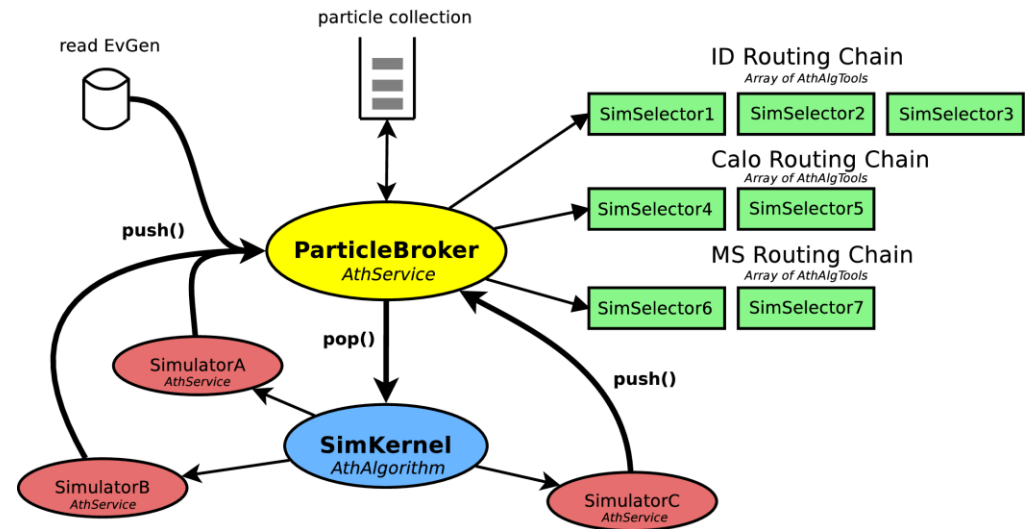 particle collection
read EvGen
ID Routing Chain
Array of AthAlgTools
SimSelector1 SimSelector2 SimSelector3
Calo Routing Chain
Array of AthAlgTools
SimSelector4 SimSelector5
push()
ParticleBroker
AthService
MS Routing Chain
Array of AthAlgTools
SimSelector6 SimSelector7
pop()
SimulatorA
AthService
push()
SimKernel
AthAlgorithm
SimulatorB
AthService
SimulatorC
AthService